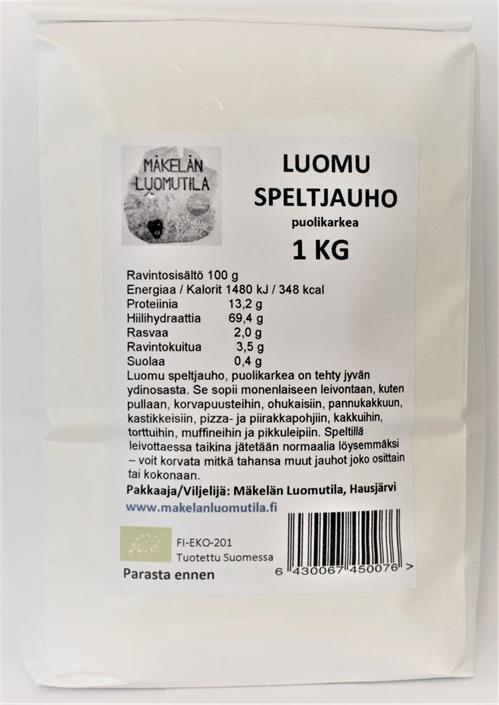 MÄKELÄN
LUOMUTILA
LUOMU
SPELTJAUHO
puolikarkea
1 KG
Ravintosisältö 100 g
Energiaa / Kalorit 1480 kJ / 348 kcal
Proteiinia 13,2 g
Hiilihydraattia 69,4 g
Rasvaa 2,0 g
Ravintokuitua 3,5 g
Suolaa 0,4 g
Luomu speltjauho, puolikarkea on tehty jyvän
ydinosasta. Se sopii monenlaiseen leivontaan, kuten
pullaan, korvapuusteihin, ohukaisiin, pannukakkuun,
kastikkeisiin, pizza- ja piirakkapohjiin, kakkuihin,
torttuihin, muffineihin ja pikkuleipiin. Speltillä
leivottaessa taikina jätetään normaalia löysemmäksi
– voit korvata mitkä tahansa muut jauhot joko osittain
tai kokonaan.
Pakkaaja/Viljelijä: Mäkelän Luomutila, Hausjärvi
www.makelanluomutila.fi
FI-EKO-201
Tuotettu Suomessa
Parasta ennen
6 430067 450076 >